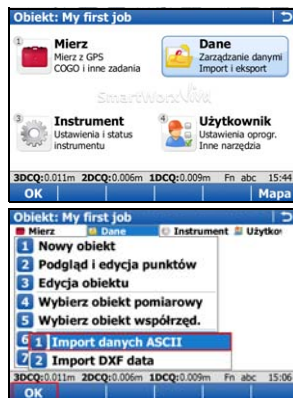 Obiekt: My first job
1 Mierz
Mierz z GPS
COGO i inne zadania
2 Dane
Zarządzanie danymi
Import i eksport
SmartWorx Viva
3 Instrument
Ustawienia i status
instrumentu
4 Użytkownik
Ustawienia oprogr.
Inne narzędzia
3DCQ:0.011m 2DCQ:0.006m 1DCQ:0.009m Fn abc 15:44
OK Mapa
Obiekt: My first job
Mierz Dane Instrument Użytko
1 Nowy obiekt
2 Podgląd i edycja punktów
3 Edycja obiektu
4 Wybierz obiekt pomiarowy
5 Wybierz obiekt współrzęd.
6 1 Import danych ASCII
7 2 Import DXF data
3DCQ:0.011m 2DCQ:0.006m 1DCQ:0.009m Fn abc 15:06
OK